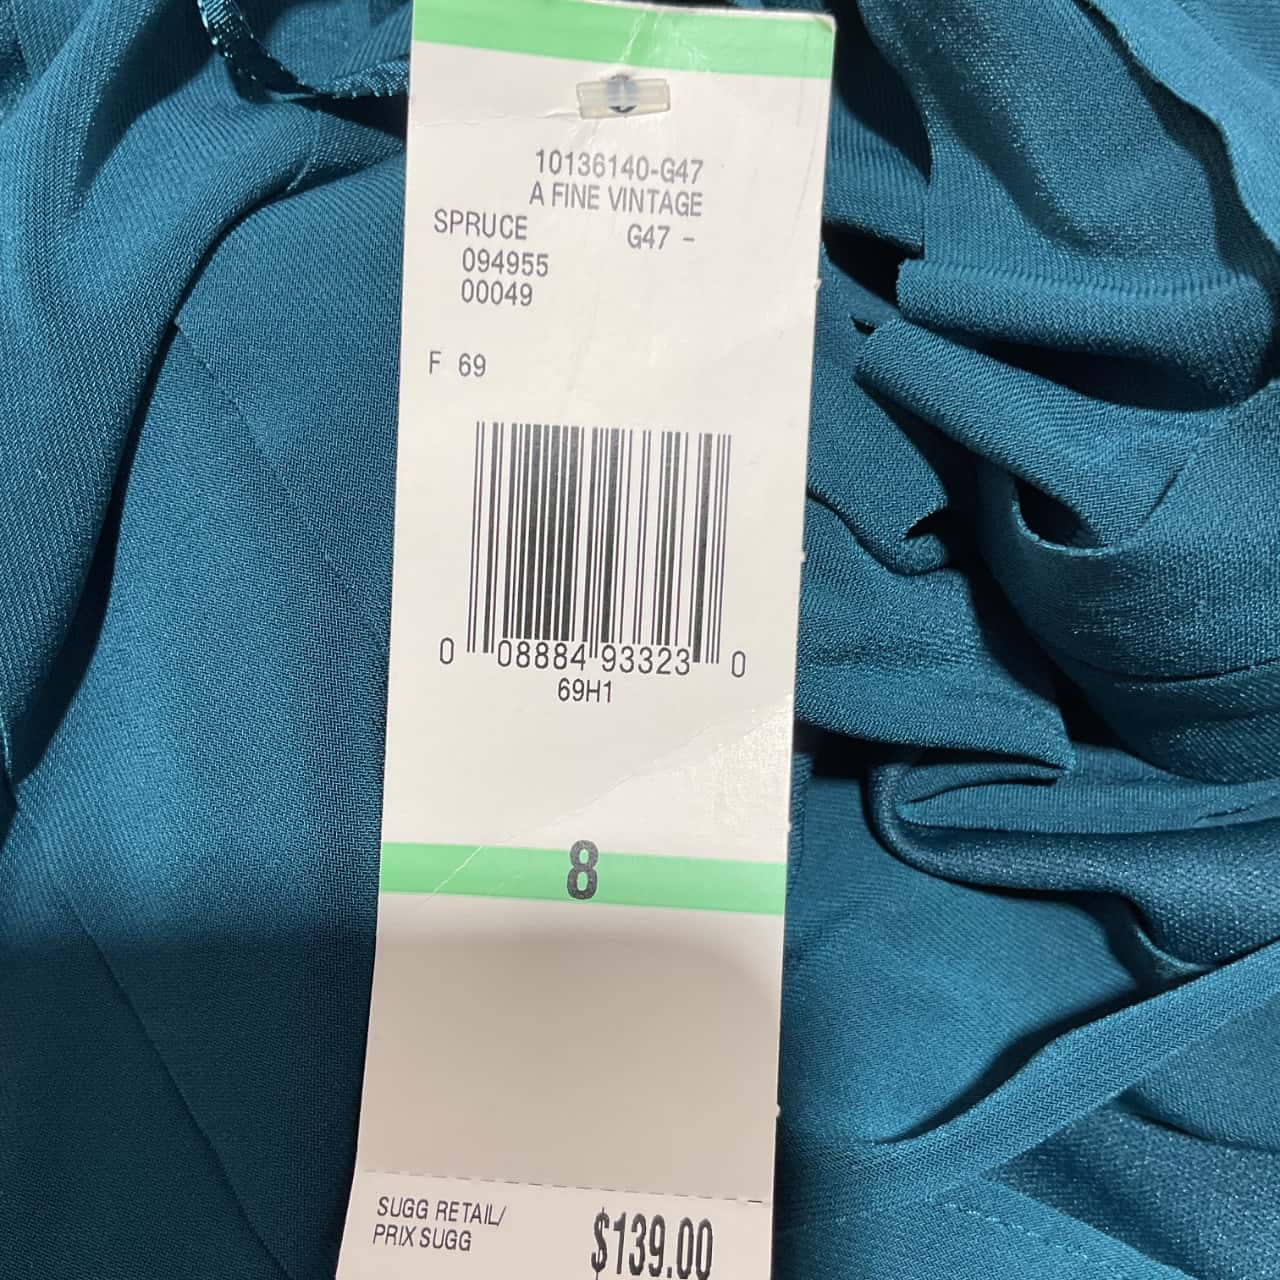 10136140-G47
A FINE VINTAGE
SPRUCE G47 -
094955
00049
F 69
0 08884 93323 0
69H1
8
SUGG RETAIL/
PRIX SUGG
$139.00